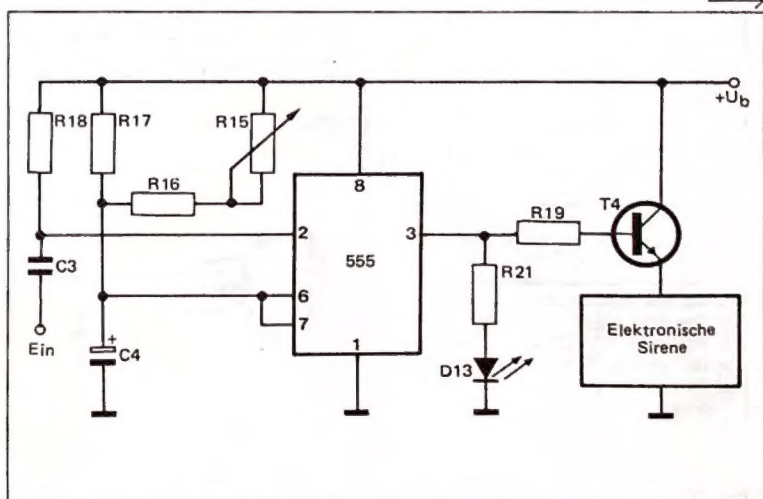 +Ub
R18
R17
R15
R16
8
2
3
555
6
7
1
C3
Ein
+
C4
R19
T4
R21
D13
Elektronische
Sirene